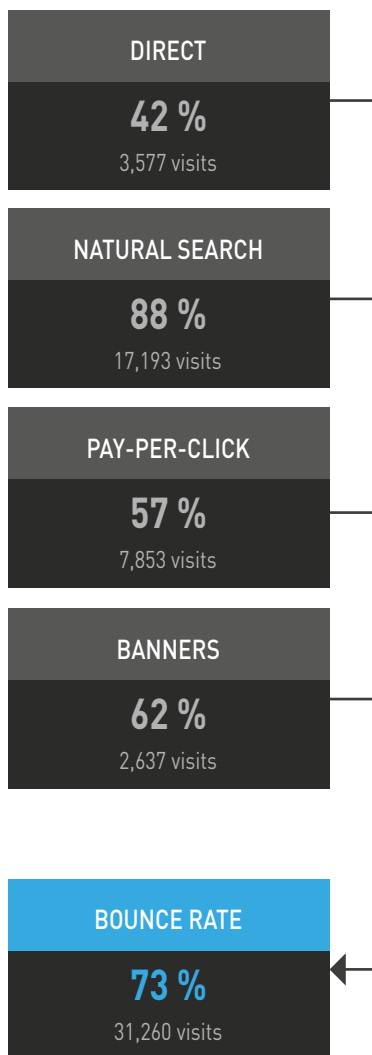 DIRECT
42 %
3,577 visits
NATURAL SEARCH
88 %
17,193 visits
PAY-PER-CLICK
57 %
7,853 visits
BANNERS
62 %
2,637 visits
BOUNCE RATE
73 %
31,260 visits